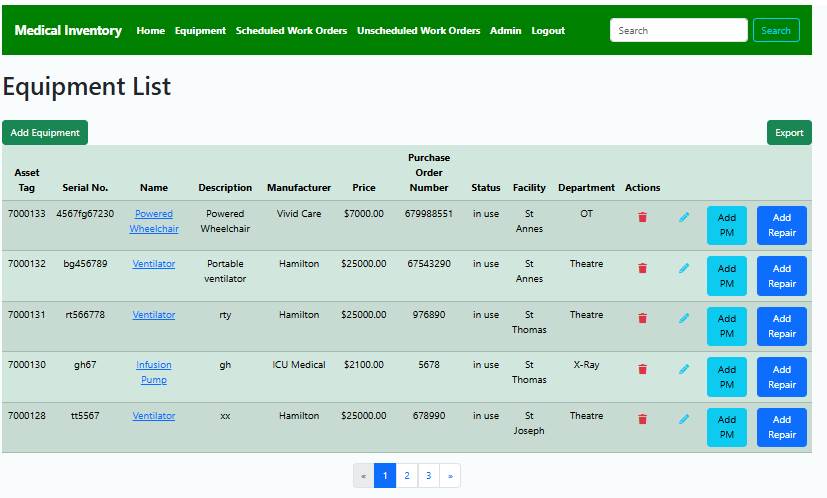 Medical Inventory Home Equipment Scheduled Work Orders Unscheduled Work Orders Admin Logout Search Search
Equipment List
Add Equipment Export
Asset Tag Serial No. Name Description Manufacturer Price Purchase Order Number Status Facility Department Actions
7000133 4567fg67230 Powered Wheelchair Powered Wheelchair Vivid Care $7000.00 679988551 in use St Annes OT Add PM Add Repair
7000132 bg456789 Ventilator Portable ventilator Hamilton $25000.00 67543290 in use St Annes Theatre Add PM Add Repair
7000131 rt566778 Ventilator rty Hamilton $25000.00 976890 in use St Thomas Theatre Add PM Add Repair
7000130 gh67 Infusion Pump gh ICU Medical $2100.00 5678 in use St Thomas X-Ray Add PM Add Repair
7000128 tt5567 Ventilator xx Hamilton $25000.00 678990 in use St Joseph Theatre Add PM Add Repair
« 1 2 3 »